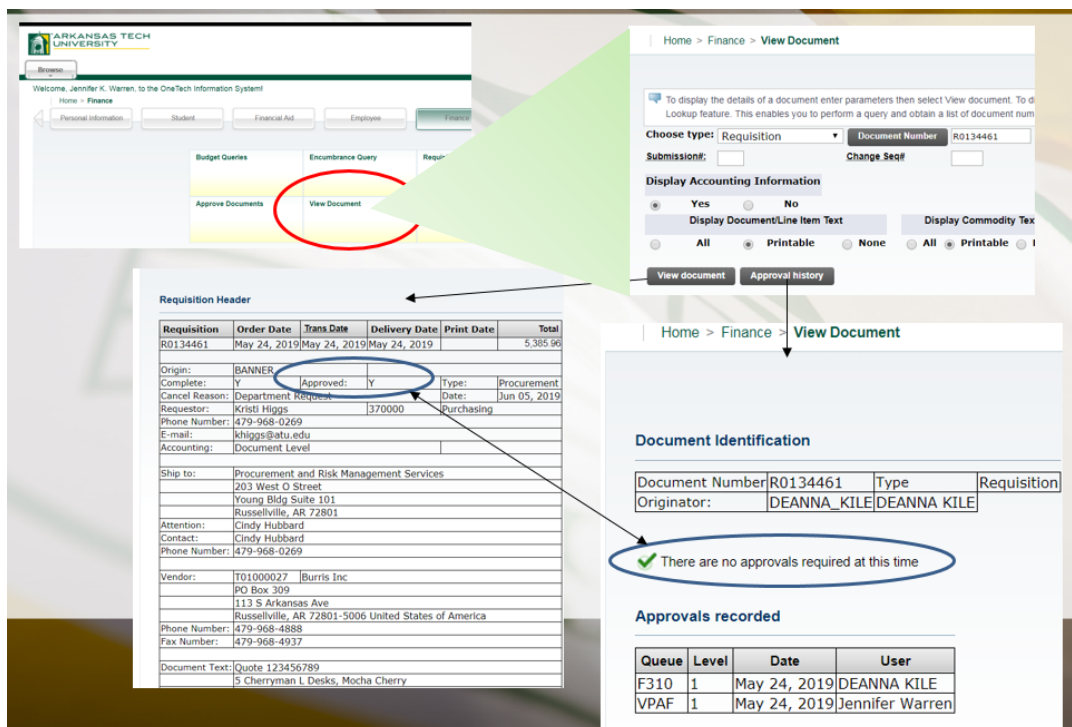 ARKANSAS TECH
UNIVERSITY
Browse
Welcome, Jennifer K. Warren, to the OneTech Information System!
Home > Finance
Personal Information Student Financial Aid Employee Finance
Budget Queries Encumbrance Query
Approve Documents View Document
Home > Finance > View Document
To display the details of a document enter parameters then select View document. To
Lookup feature. This enables you to perform a query and obtain a list of document num
Choose type: Requisition Document Number R0134461
Submission#: Change Seq#
Display Accounting Information
Yes No
Display Document/Line Item Text Display Commodity Tex
All Printable None All Printable
View document Approval history
Requisition Header
Requisition Order Date Trans Date Delivery Date Print Date Total
R0134461 May 24, 2019 May 24, 2019 May 24, 2019 5,385.96
Origin: BANNER
Complete: Y Approved: Y Type: Procurement
Cancel Reason: Department Request Date: Jun 05, 2019
Requestor: Kristi Higgs 370000 Purchasing
Phone Number: 479-968-0269
E-mail: khiggs@atu.edu
Accounting: Document Level
Ship to: Procurement and Risk Management Services
203 West O Street
Young Bldg Suite 101
Russellville, AR 72801
Attention: Cindy Hubbard
Contact: Cindy Hubbard
Phone Number: 479-968-0269
Vendor: T01000027 Burris Inc
PO Box 309
113 S Arkansas Ave
Russellville, AR 72801-5006 United States of America
Phone Number: 479-968-4888
Fax Number: 479-968-4937
Document Text: Quote 123456789
5 Cherryman L Desks, Mocha Cherry
Home > Finance > View Document
Document Identification
Document Number R0134461 Type Requisition
Originator: DEANNA_KILE DEANNA KILE
There are no approvals required at this time
Approvals recorded
Queue Level Date User
F310 1 May 24, 2019 DEANNA KILE
VPAF 1 May 24, 2019 Jennifer Warren